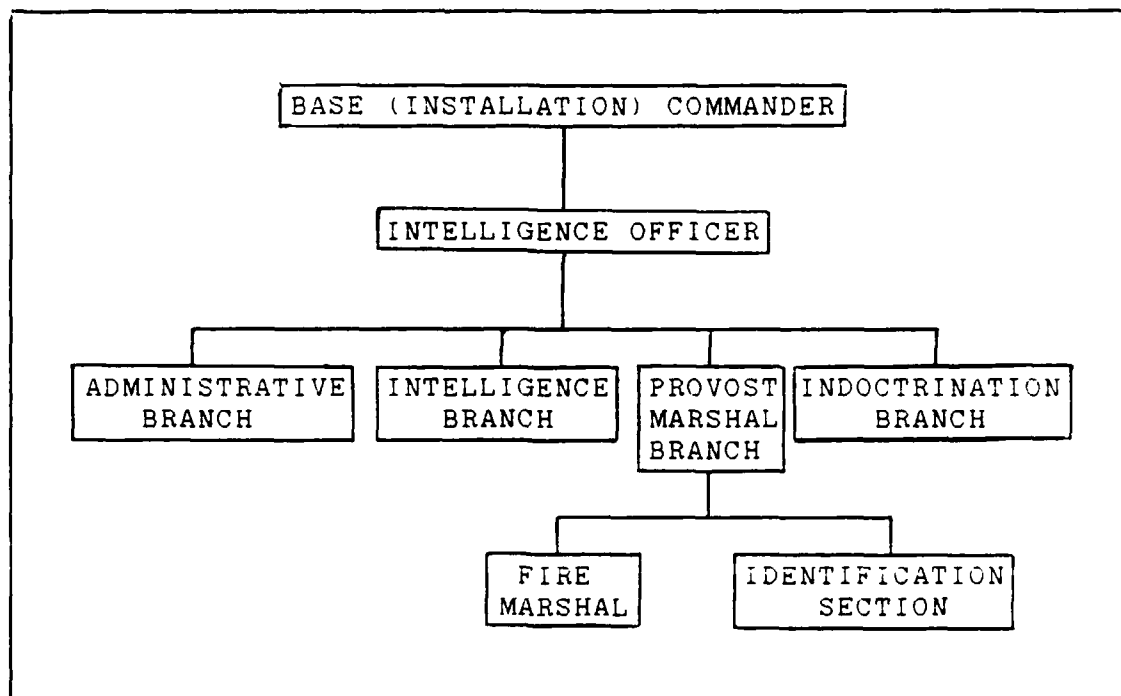 BASE (INSTALLATION) COMMANDER
INTELLIGENCE OFFICER
ADMINISTRATIVE
BRANCH
INTELLIGENCE
BRANCH
PROVOST
MARSHAL
BRANCH
INDOCTRINATION
BRANCH
FIRE
MARSHAL
IDENTIFICATION
SECTION